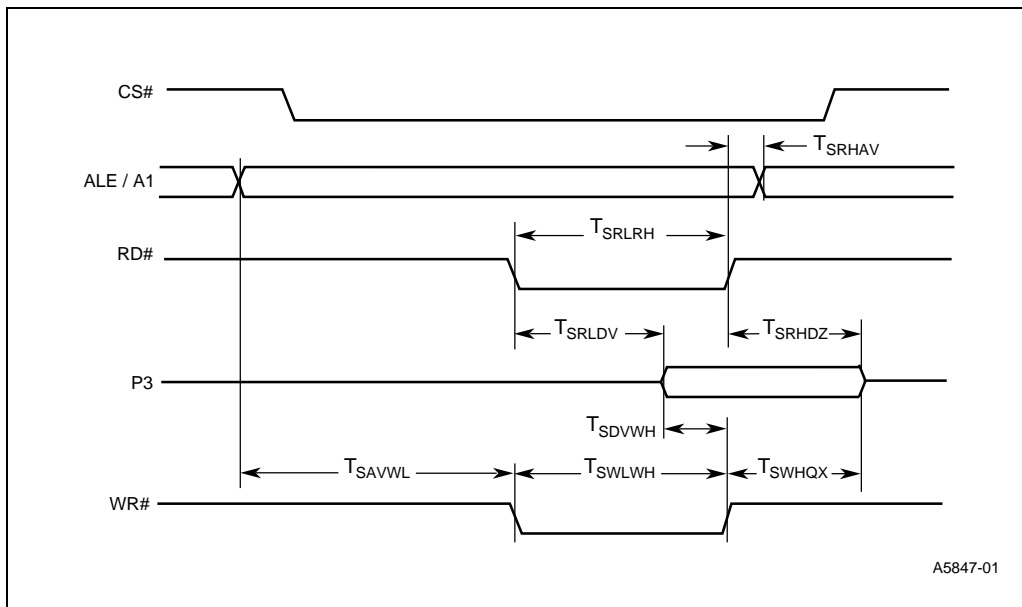 CS#
T_SRHAV
ALE / A1
T_SRLRH
RD#
T_SRLDV
T_SRHDZ
P3
T_SDVWH
T_SAVWL
T_SWLWH
T_SWHQX
WR#
A5847-01